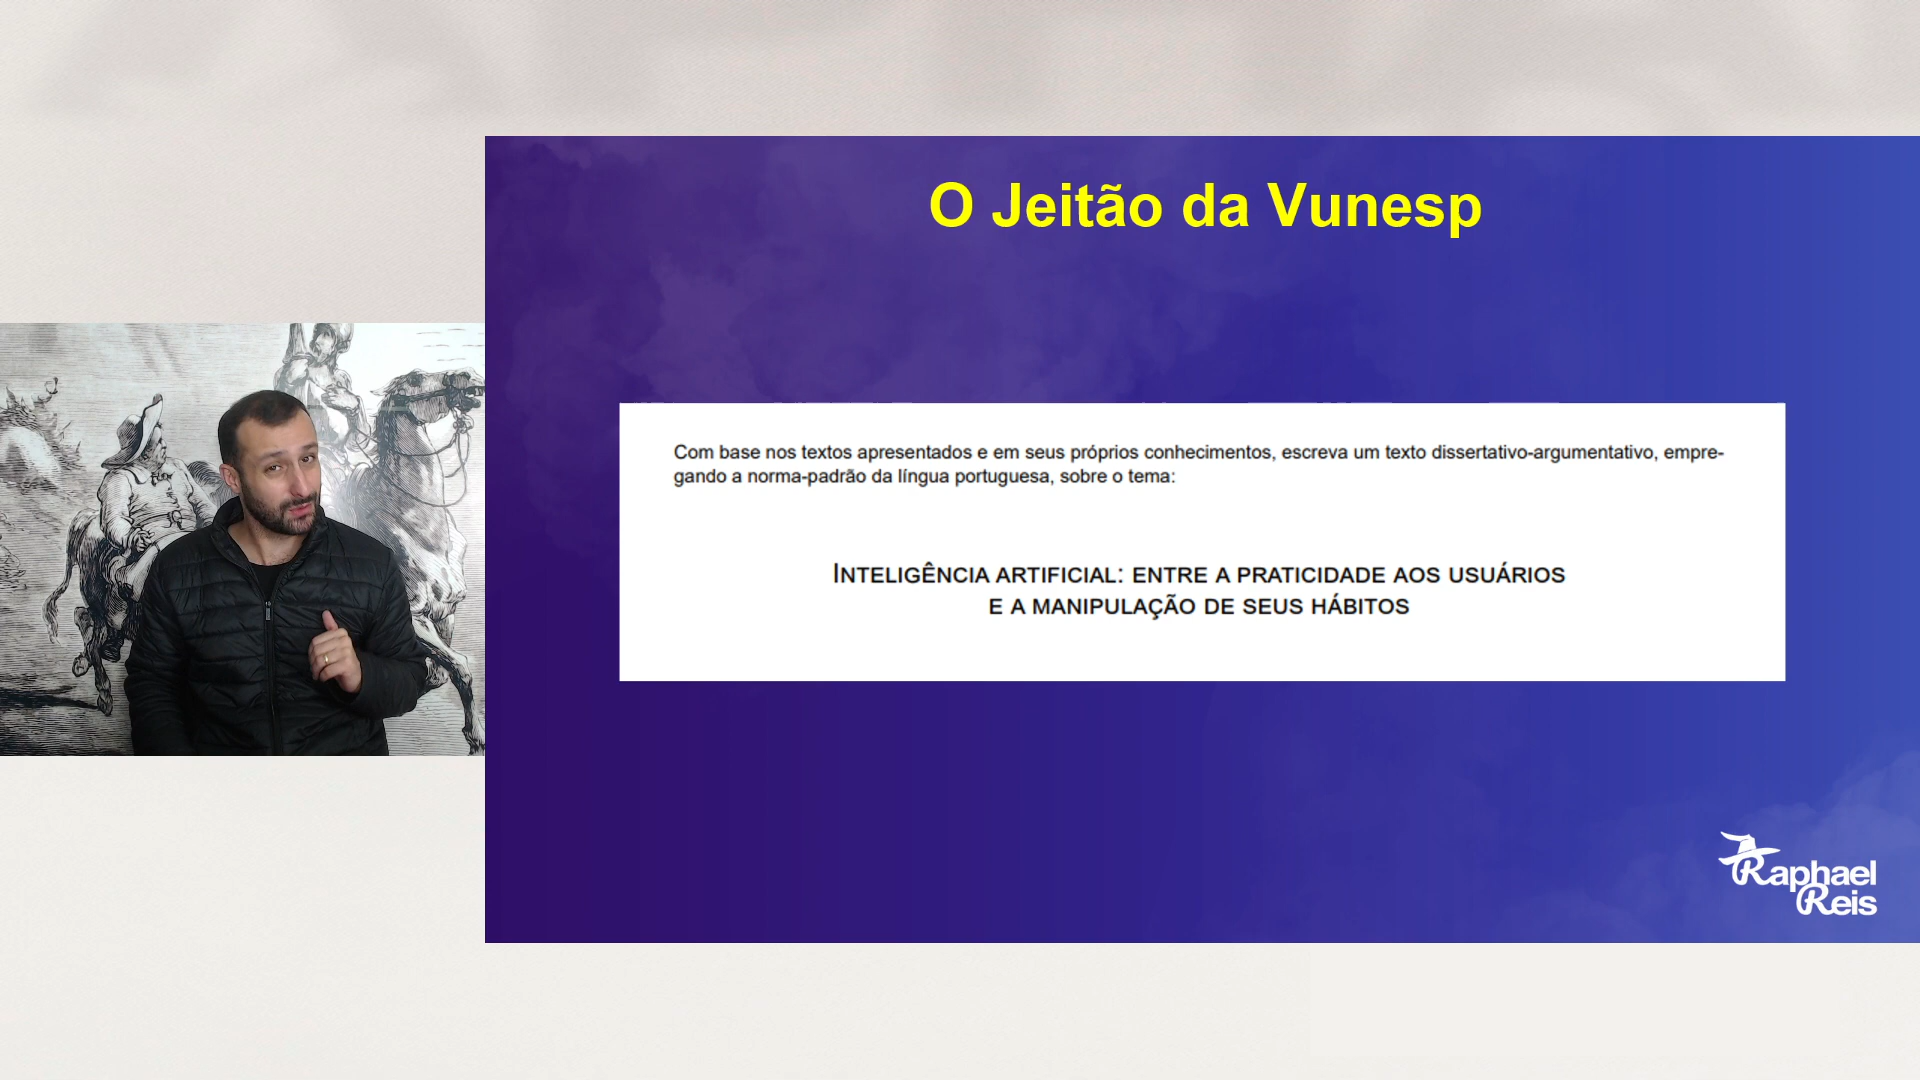 O Jeitão da Vunesp
Com base nos textos apresentados e em seus próprios conhecimentos, escreva um texto dissertativo-argumentativo, empre-
gando a norma-padrão da língua portuguesa, sobre o tema:
INTELIGÊNCIA ARTIFICIAL: ENTRE A PRATICIDADE AOS USUÁRIOS
E A MANIPULAÇÃO DE SEUS HÁBITOS
Raphael
Reis